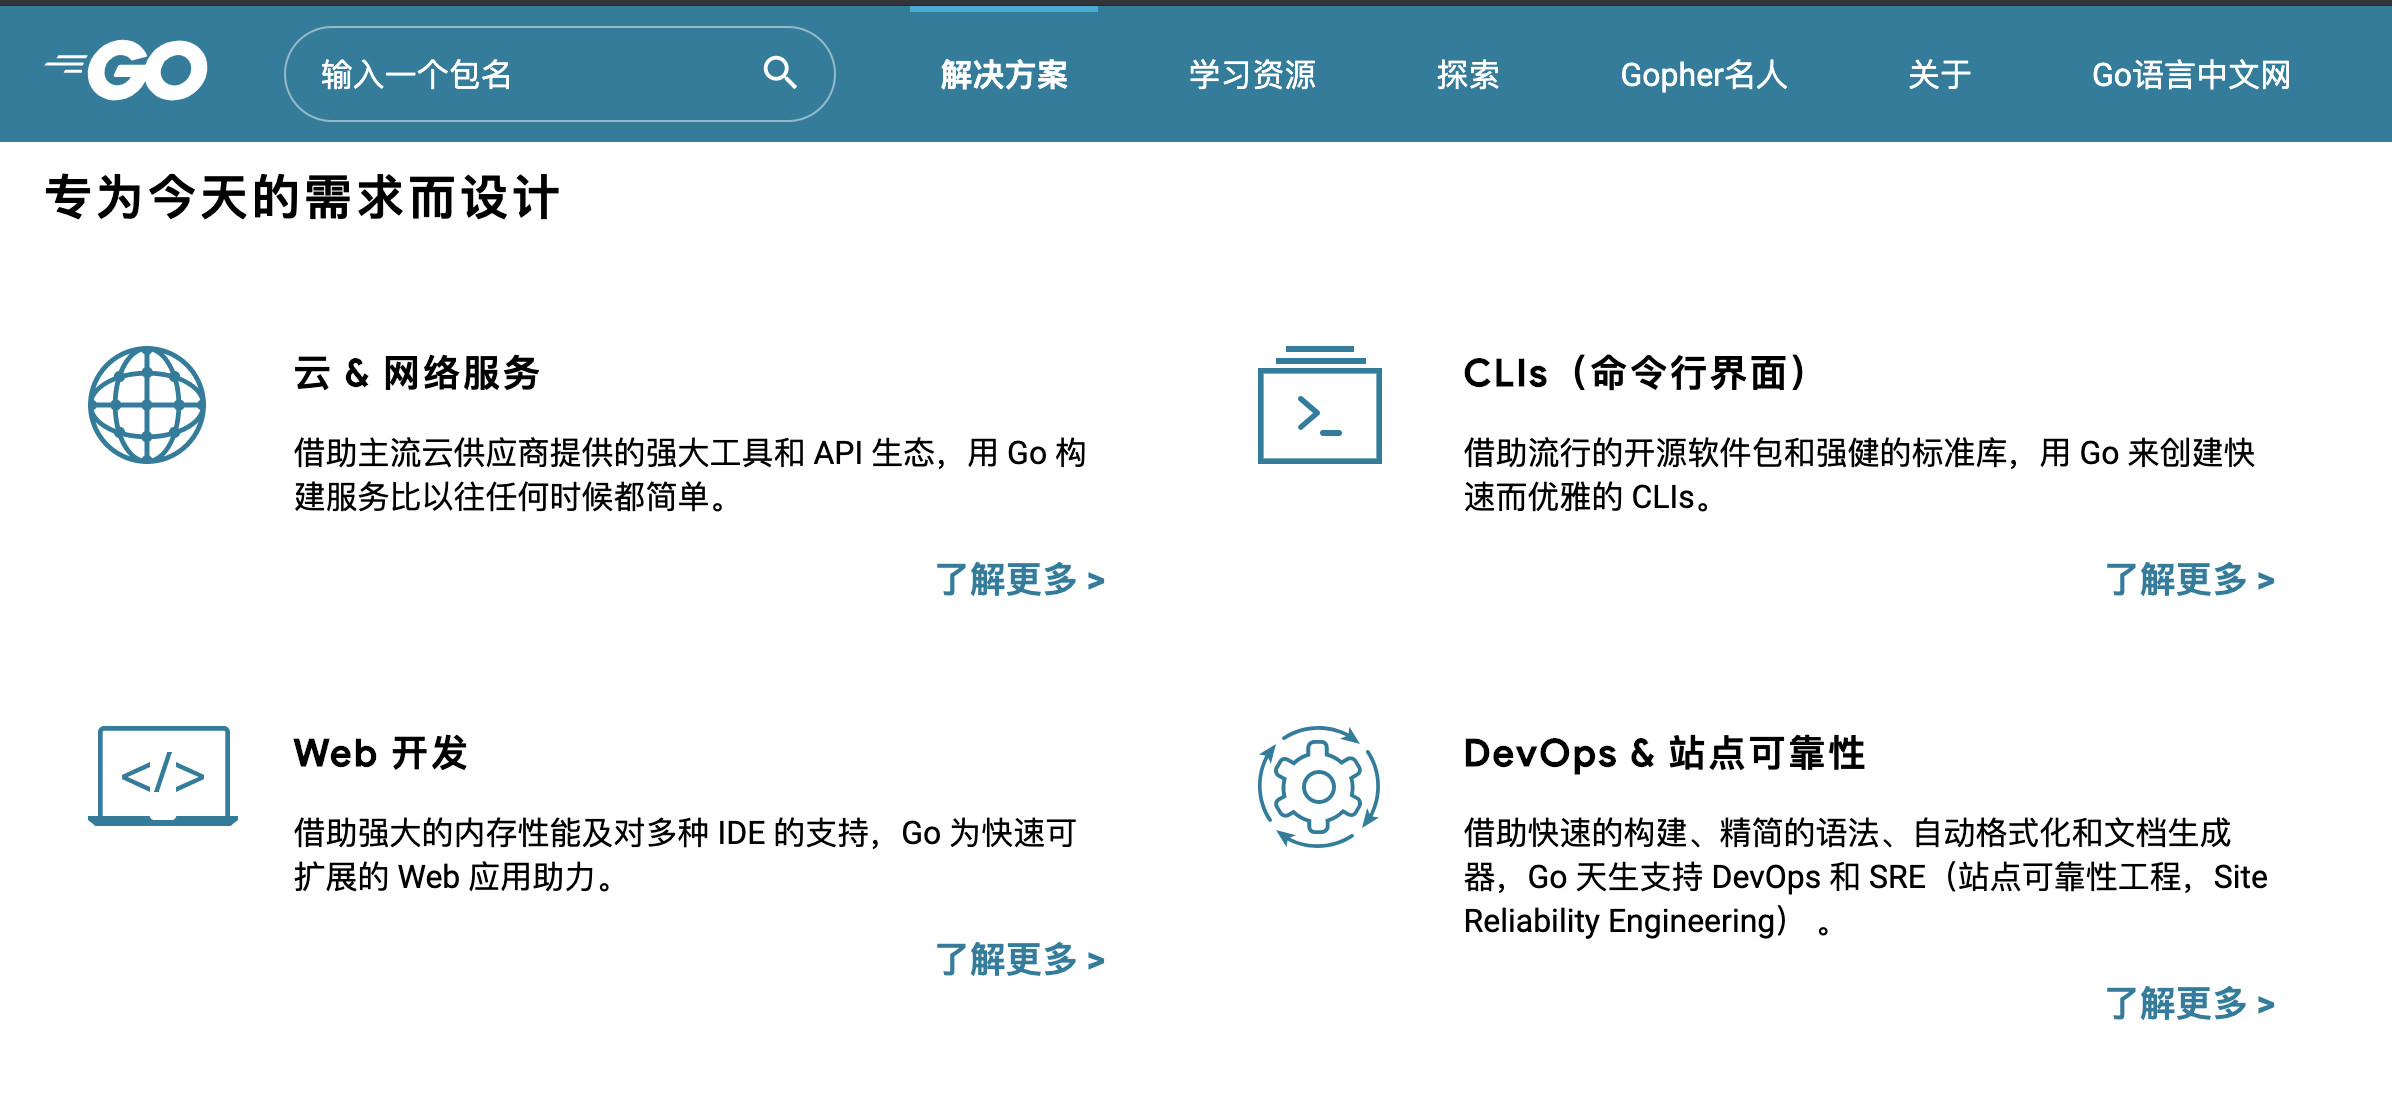 GO
输入一个包名
解决方案
学习资源
探索
Gopher名人
关于
Go语言中文网
专为今天的需求而设计
云 & 网络服务
借助主流云供应商提供的强大工具和 API 生态，用 Go 构
建服务比以往任何时候都简单。
了解更多 >
>_
CLIs（命令行界面）
借助流行的开源软件包和强健的标准库，用 Go 来创建快
速而优雅的 CLIs。
了解更多 >
</>
Web 开发
借助强大的内存性能及对多种 IDE 的支持，Go 为快速可
扩展的 Web 应用助力。
了解更多 >
DevOps & 站点可靠性
借助快速的构建、精简的语法、自动格式化和文档生成
器，Go 天生支持 DevOps 和 SRE（站点可靠性工程，Site
Reliability Engineering） 。
了解更多 >